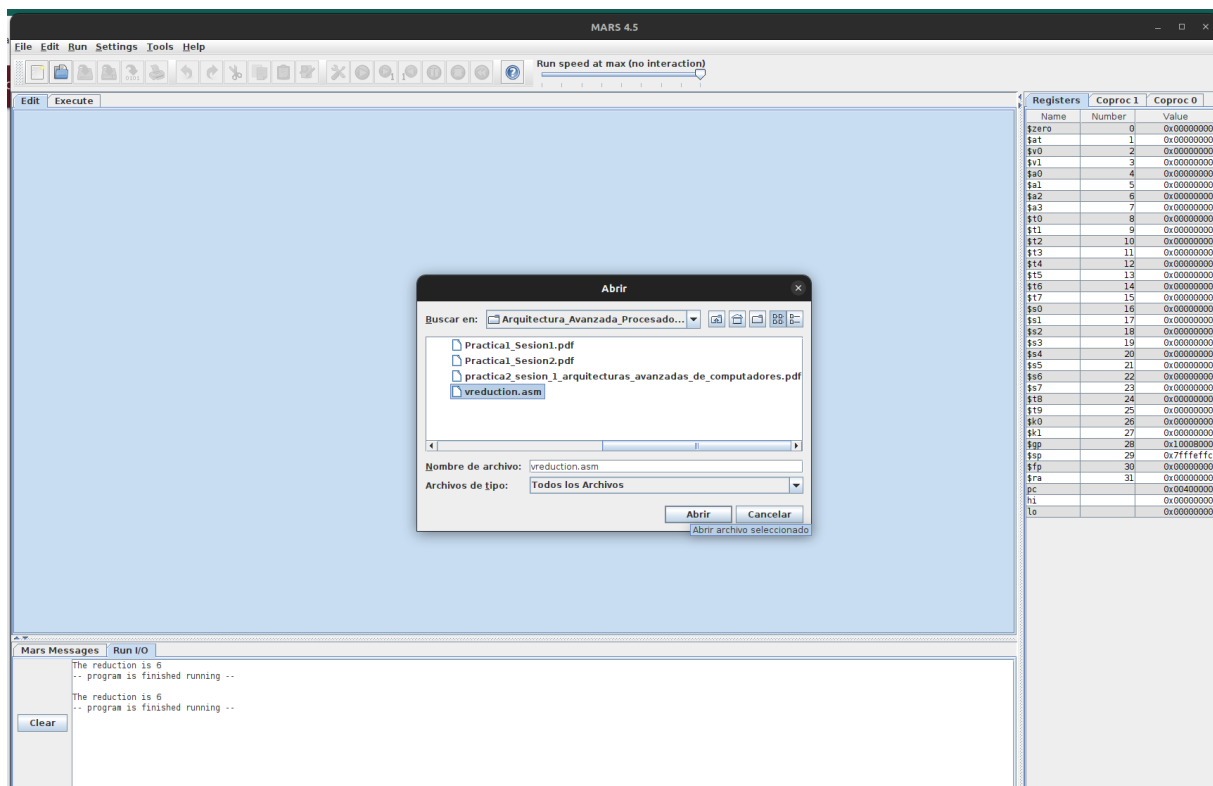 MARS 4.5
File Edit Run Settings Tools Help
Run speed at max (no interaction)
Edit Execute
Registers Coproc 1 Coproc 0
Name Number Value
$zero 0 0x00000000
$at 1 0x00000000
$v0 2 0x00000000
$v1 3 0x00000000
$a0 4 0x00000000
$a1 5 0x00000000
$a2 6 0x00000000
$a3 7 0x00000000
$t0 8 0x00000000
$t1 9 0x00000000
$t2 10 0x00000000
$t3 11 0x00000000
$t4 12 0x00000000
$t5 13 0x00000000
$t6 14 0x00000000
$t7 15 0x00000000
$s0 16 0x00000000
$s1 17 0x00000000
$s2 18 0x00000000
$s3 19 0x00000000
$s4 20 0x00000000
$s5 21 0x00000000
$s6 22 0x00000000
$s7 23 0x00000000
$t8 24 0x00000000
$t9 25 0x00000000
$k0 26 0x00000000
$k1 27 0x00000000
$gp 28 0x10008000
$sp 29 0x7fffeffc
$fp 30 0x00000000
$ra 31 0x00000000
pc 0x00400000
hi 0x00000000
lo 0x00000000
Abrir
Buscar en: Arquitectura_Avanzada_Procesado...
Practica1_Sesion1.pdf
Practica1_Sesion2.pdf
practica2_sesion_1_arquitecturas_avanzadas_de_computadores.pdf
vreduction.asm
Nombre de archivo: vreduction.asm
Archivos de tipo: Todos los Archivos
Abrir Cancelar
Abrir archivo seleccionado
Mars Messages Run I/O
The reduction is 6
-- program is finished running --
The reduction is 6
-- program is finished running --
Clear